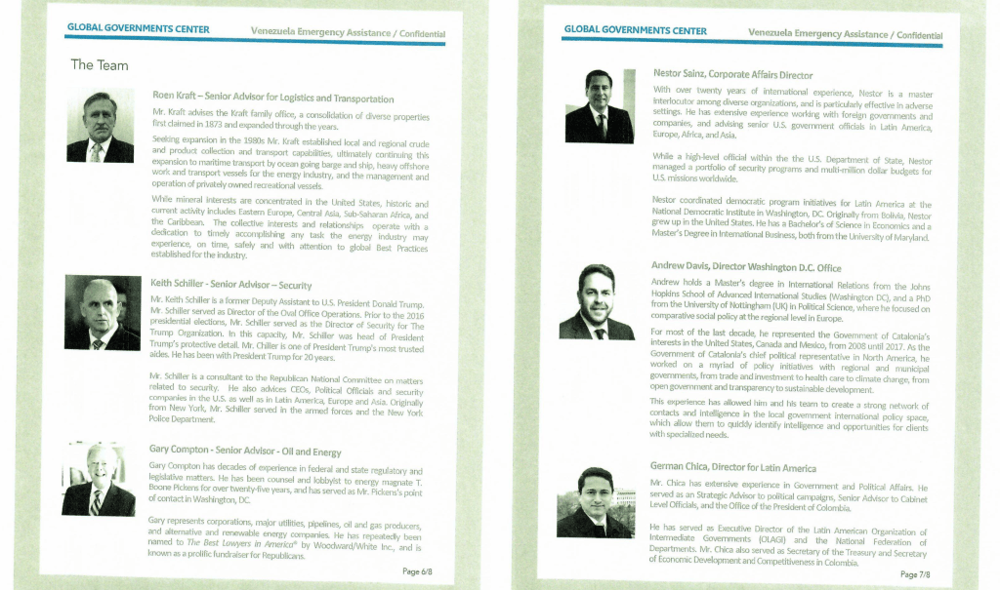 GLOBAL GOVERNMENTS CENTER
Venezuela Emergency Assistance / Confidential
The Team
Roen Kraft – Senior Advisor for Logistics and Transportation
Mr. Kraft advises the Kraft family office, a consolidation of diverse properties
first claimed in 1873 and expanded through the years.
Seeking expansion in the 1980s Mr. Kraft established local and regional crude
and product collection and transport capabilities, ultimately continuing this
expansion to maritime transport by ocean going barge and ship, heavy offshore
work and transport vessels for the energy industry, and the management and
operation of privately owned recreational vessels.
While mineral interests are concentrated in the United States, historic and
current activity includes Eastern Europe, Central Asia, Sub-Saharan Africa, and
the Caribbean. The collective interests and relationships operate with a
dedication to timely accomplishing any task the energy industry may
experience, on time, safely and with attention to global Best Practices
established for the industry.
Keith Schiller - Senior Advisor – Security
Mr. Keith Schiller is a former Deputy Assistant to U.S. President Donald Trump.
Mr. Schiller served as Director of the Oval Office Operations. Prior to the 2016
presidential elections, Mr. Schiller served as the Director of Security for The
Trump Organization. In this capacity, Mr. Schiller was head of President
Trump's protective detail. Mr. Chiller is one of President Trump's most trusted
aides. He has been with President Trump for 20 years.
Mr. Schiller is a consultant to the Republican National Committee on matters
related to security. He also advices CEOs, Political Officials and security
companies in the U.S. as well as in Latin America, Europe and Asia. Originally
from New York, Mr. Schiller served in the armed forces and the New York
Police Department.
Gary Compton - Senior Advisor - Oil and Energy
Gary Compton has decades of experience in federal and state regulatory and
legislative matters. He has been counsel and lobbyist to energy magnate T.
Boone Pickens for over twenty-five years, and has served as Mr. Pickens's point
of contact in Washington, DC.
Gary represents corporations, major utilities, pipelines, oil and gas producers,
and alternative and renewable energy companies. He has repeatedly been
named to The Best Lawyers in America® by Woodward/White Inc., and is
known as a prolific fundraiser for Republicans.
Page 6/8
GLOBAL GOVERNMENTS CENTER
Venezuela Emergency Assistance / Confidential
Nestor Sainz, Corporate Affairs Director
With over twenty years of international experience, Nestor is a master
interlocutor among diverse organizations, and is particularly effective in adverse
settings. He has extensive experience working with foreign governments and
companies, and advising senior U.S. government officials in Latin America,
Europe, Africa, and Asia.
While a high-level official within the the U.S. Department of State, Nestor
managed a portfolio of security programs and multi-million dollar budgets for
U.S. missions worldwide.
Nestor coordinated democratic program initiatives for Latin America at the
National Democratic Institute in Washington, DC. Originally from Bolivia, Nestor
grew up in the United States. He has a Bachelor's of Science in Economics and a
Master's Degree in International Business, both from the University of Maryland.
Andrew Davis, Director Washington D.C. Office
Andrew holds a Master's degree in International Relations from the Johns
Hopkins School of Advanced International Studies (Washington DC), and a PhD
from the University of Nottingham (UK) in Political Science, where he focused on
comparative social policy at the regional level in Europe.
For most of the last decade, he represented the Government of Catalonia's
interests in the United States, Canada and Mexico, from 2008 until 2017. As the
Government of Catalonia's chief political representative in North America, he
worked on a myriad of policy initiatives with regional and municipal
governments, from trade and investment to health care to climate change, from
open government and transparency to sustainable development.
This experience has allowed him and his team to create a strong network of
contacts and intelligence in the local government international policy space,
which allow them to quickly identify intelligence and opportunities for clients
with specialized needs.
German Chica, Director for Latin America
Mr. Chica has extensive experience in Government and Political Affairs. He
served as an Strategic Advisor to political campaigns, Senior Advisor to Cabinet
Level Officials, and the Office of the President of Colombia.
He has served as Executive Director of the Latin American Organization of
Intermediate Governments (OLAGI) and the National Federation of
Departments. Mr. Chica also served as Secretary of the Treasury and Secretary
of Economic Development and Competitiveness in Colombia.
Page 7/8